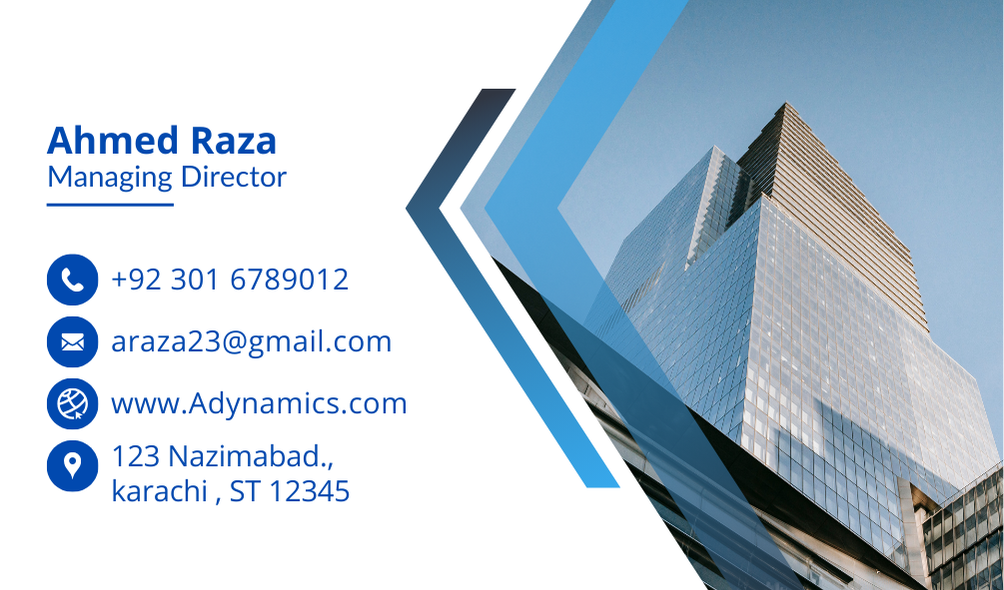 Ahmed Raza
Managing Director
+92 301 6789012
araza23@gmail.com
www.Adynamics.com
123 Nazimabad.,
karachi , ST 12345